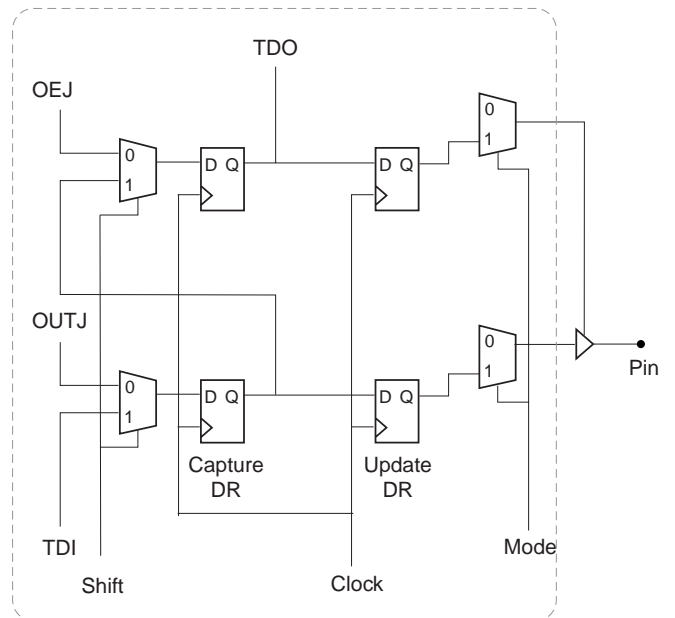 TDO
OEJ
0
1
D Q
D Q
0
1
OUTJ
0
1
D Q
D Q
0
1
Pin
Capture
DR
Update
DR
TDI
Shift
Clock
Mode